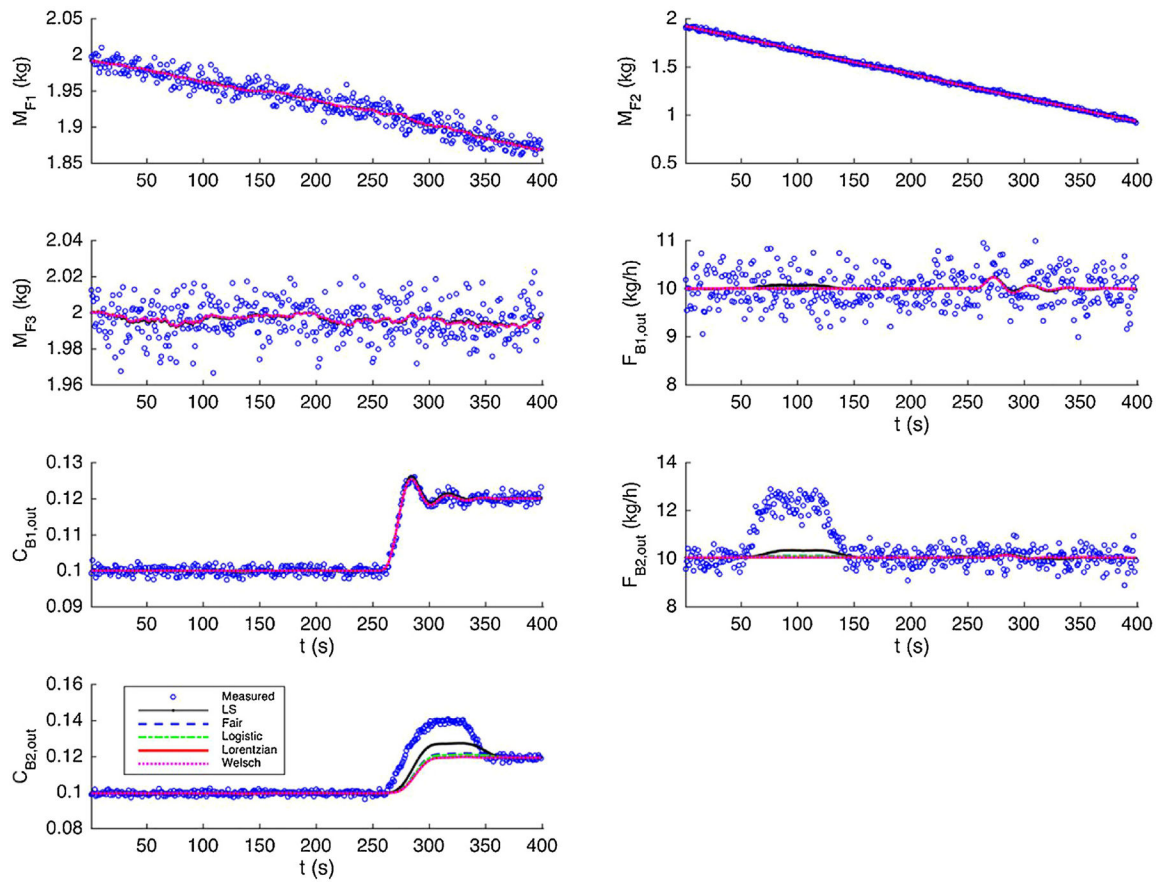 M_F1 (kg)
2.05
2
1.95
1.9
1.85
50 100 150 200 250 300 350 400
M_F2 (kg)
2
1.5
1
0.5
50 100 150 200 250 300 350 400
M_F3 (kg)
2.04
2.02
2
1.98
1.96
50 100 150 200 250 300 350 400
F_B1,out (kg/h)
11
10
9
8
50 100 150 200 250 300 350 400
t (s)
C_B1,out
0.13
0.12
0.1
0.09
50 100 150 200 250 300 350 400
t (s)
F_B2,out (kg/h)
14
12
10
8
50 100 150 200 250 300 350 400
t (s)
C_B2,out
0.16
0.14
0.12
0.1
0.08
Measured
LS
Fair
Logistic
Lorentzian
Welsch
50 100 150 200 250 300 350 400
t (s)